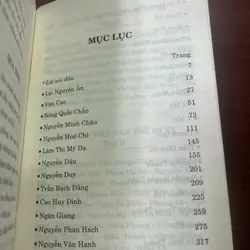 MỤC LỤC
Trang
• Lời nói đầu 7
• Lại Nguyên Ân 13
• Văn Cao 27
• Nông Quốc Chấn 51
• Nguyễn Minh Châu 73
• Nguyễn Huệ Chi 111
• Lâm Thị Mỹ Dạ 145
• Nguyễn Dậu 155
• Nguyễn Duy 201
• Trần Bạch Đằng 209
• Cao Huy Đỉnh 225
• Ngân Giang 259
• Nguyễn Phan Hách 275
• Nguyễn Văn Hanh 317